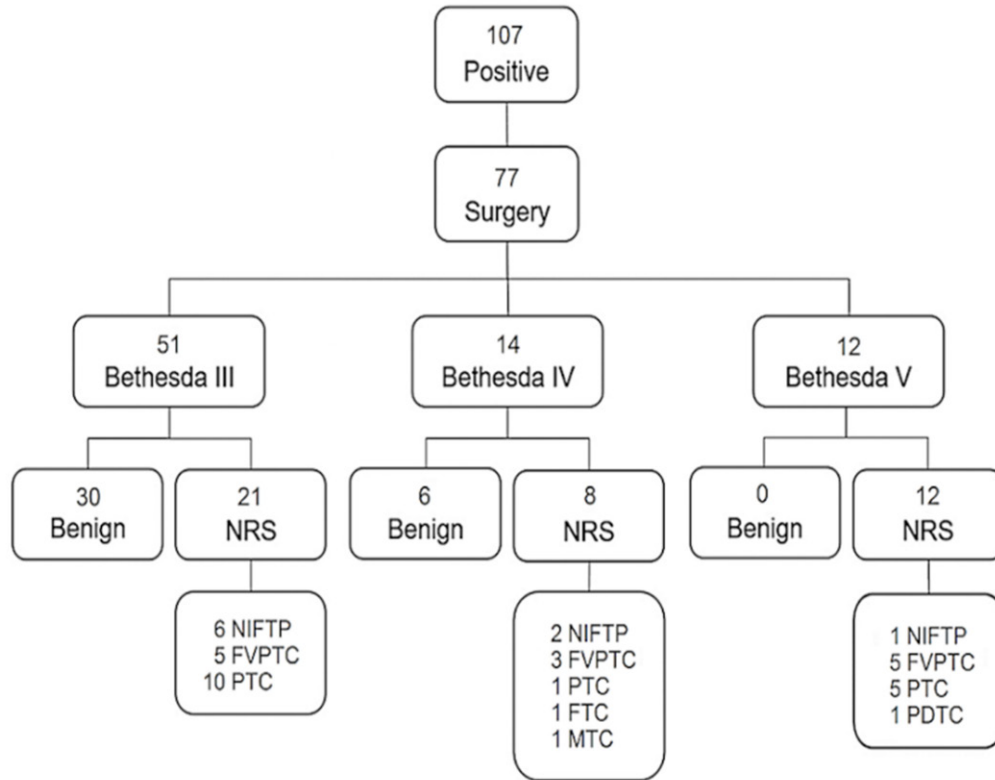 107
Positive
77
Surgery
51
Bethesda III
14
Bethesda IV
12
Bethesda V
30
Benign
21
NRS
6
Benign
8
NRS
0
Benign
12
NRS
6 NIFTP
5 FVPTC
10 PTC
2 NIFTP
3 FVPTC
1 PTC
1 FTC
1 MTC
1 NIFTP
5 FVPTC
5 PTC
1 PDTC